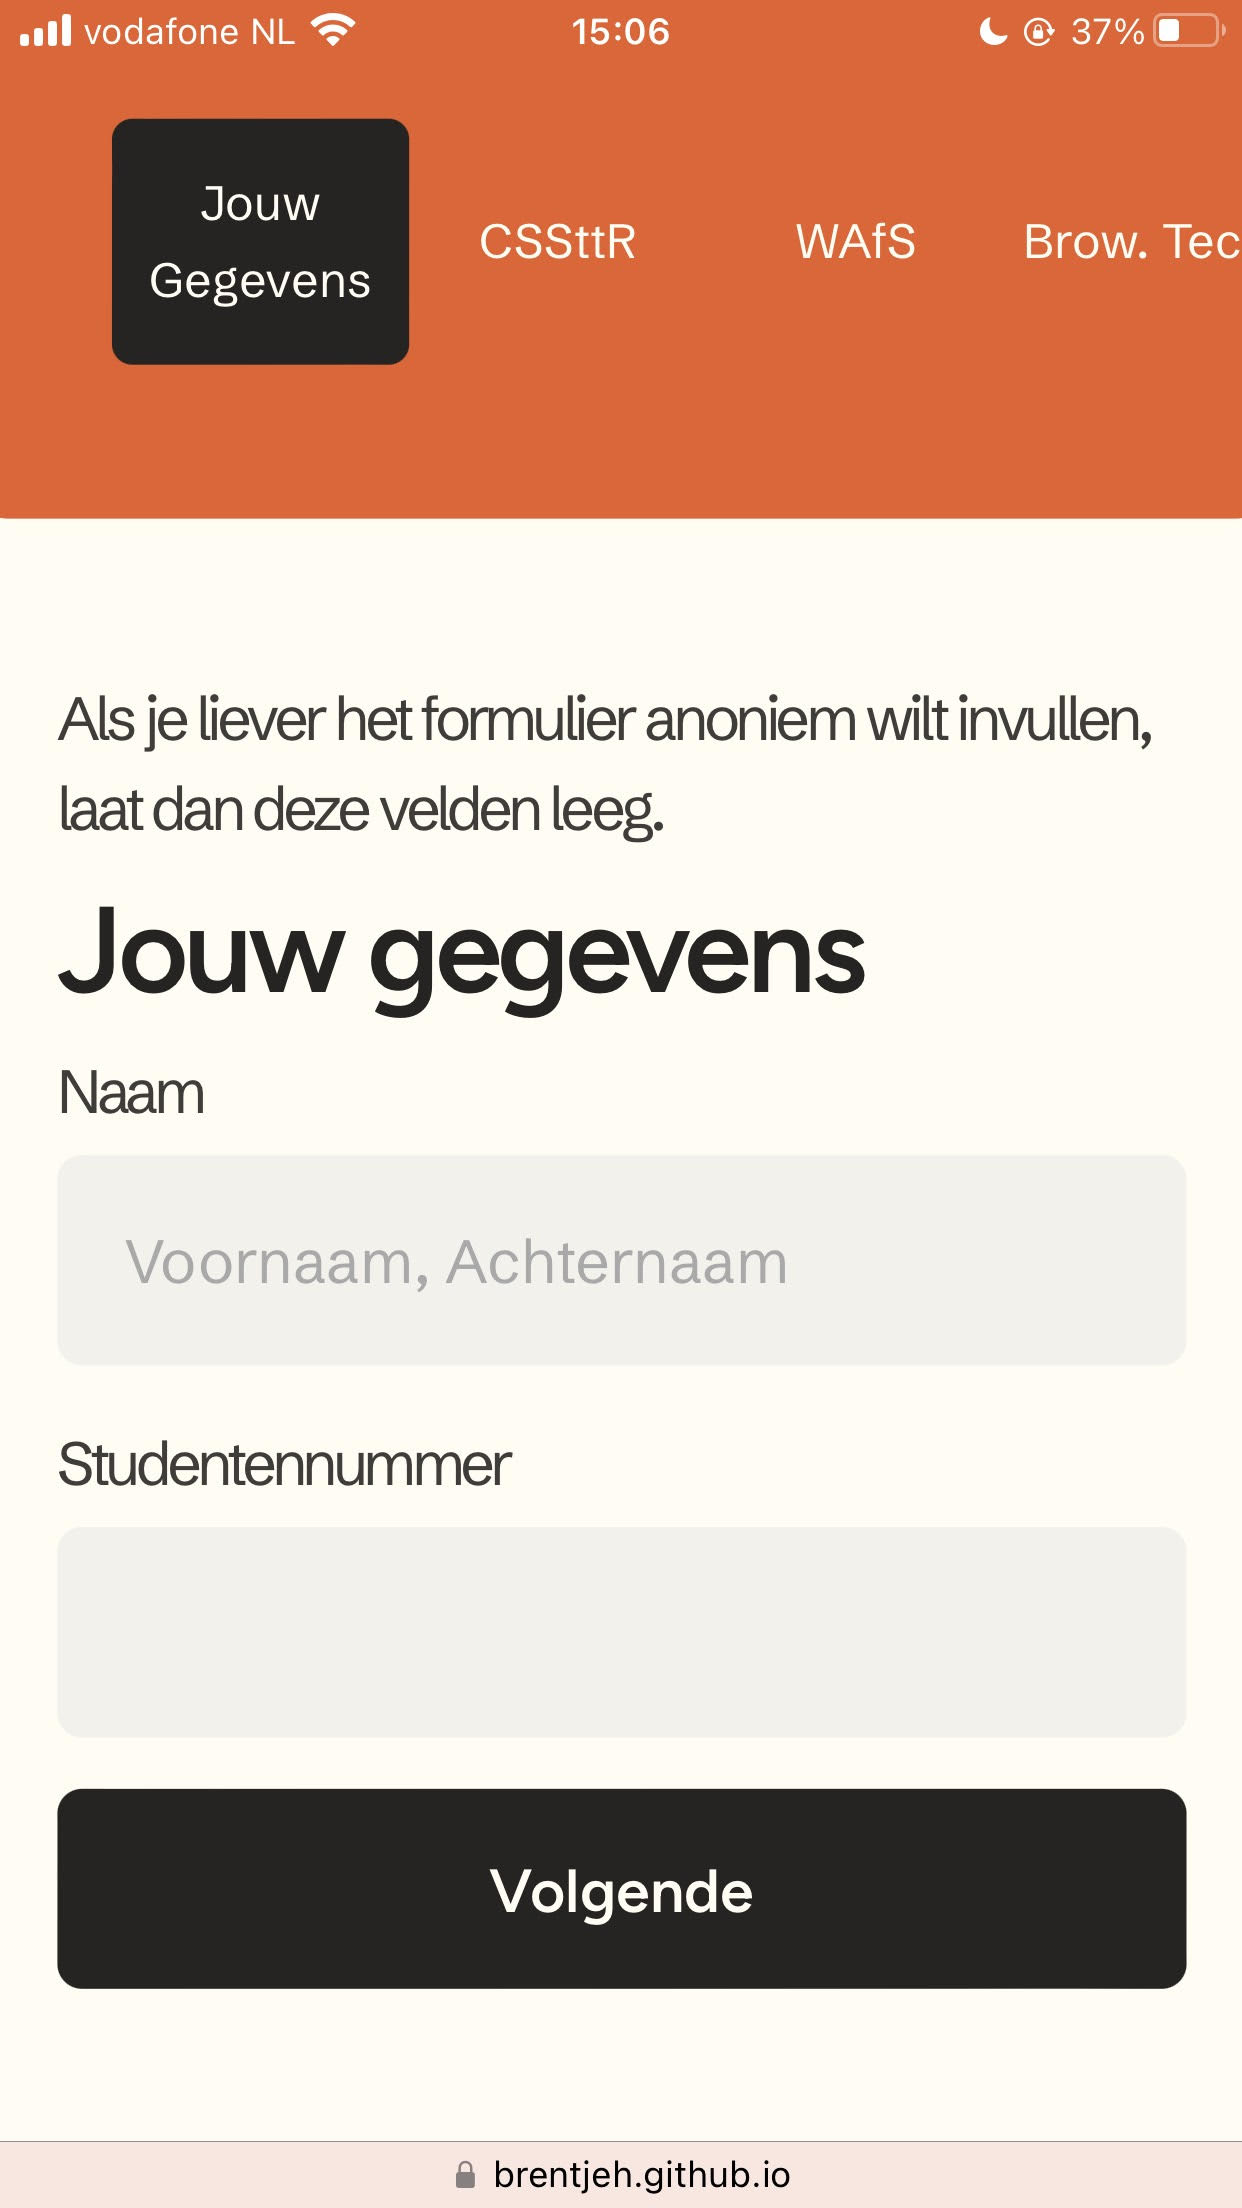 vodafone NL 15:06 37%
Jouw
Gegevens
CSSttR WAfS Brow. Tec
Als je liever het formulier anoniem wilt invullen,
laat dan deze velden leeg.
Jouw gegevens
Naam
Voornaam, Achternaam
Studentennummer
Volgende
brentjeh.github.io